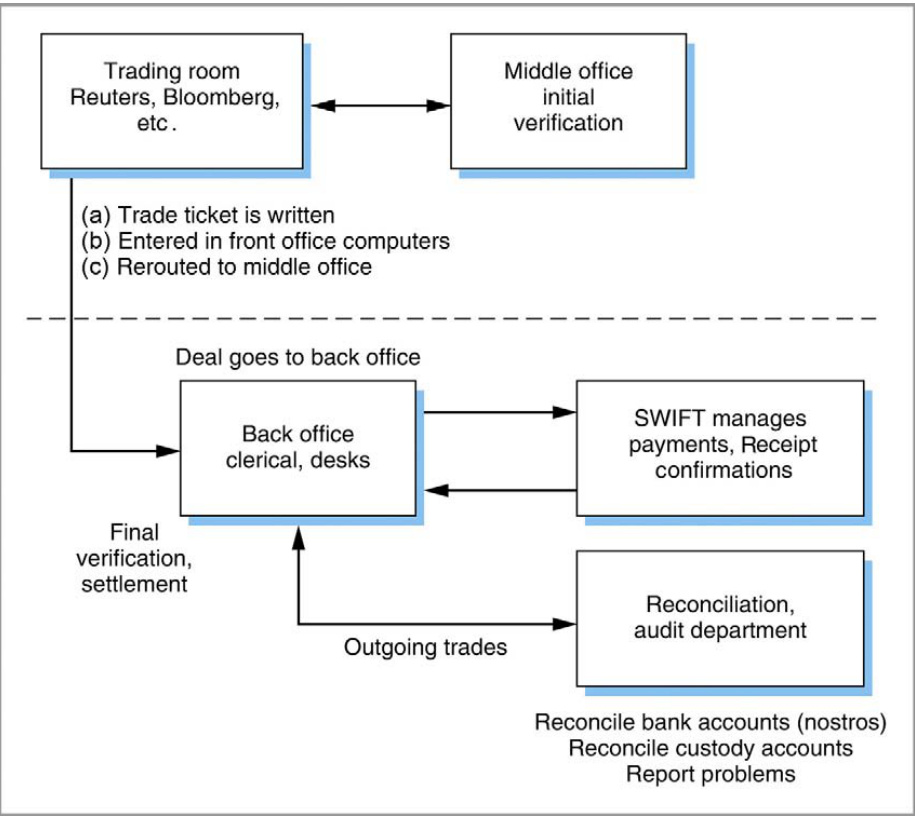 Trading room
Reuters, Bloomberg,
etc.
Middle office
initial
verification
(a) Trade ticket is written
(b) Entered in front office computers
(c) Rerouted to middle office
Deal goes to back office
Back office
clerical, desks
SWIFT manages
payments, Receipt
confirmations
Final
verification,
settlement
Reconciliation,
audit department
Outgoing trades
Reconcile bank accounts (nostros)
Reconcile custody accounts
Report problems